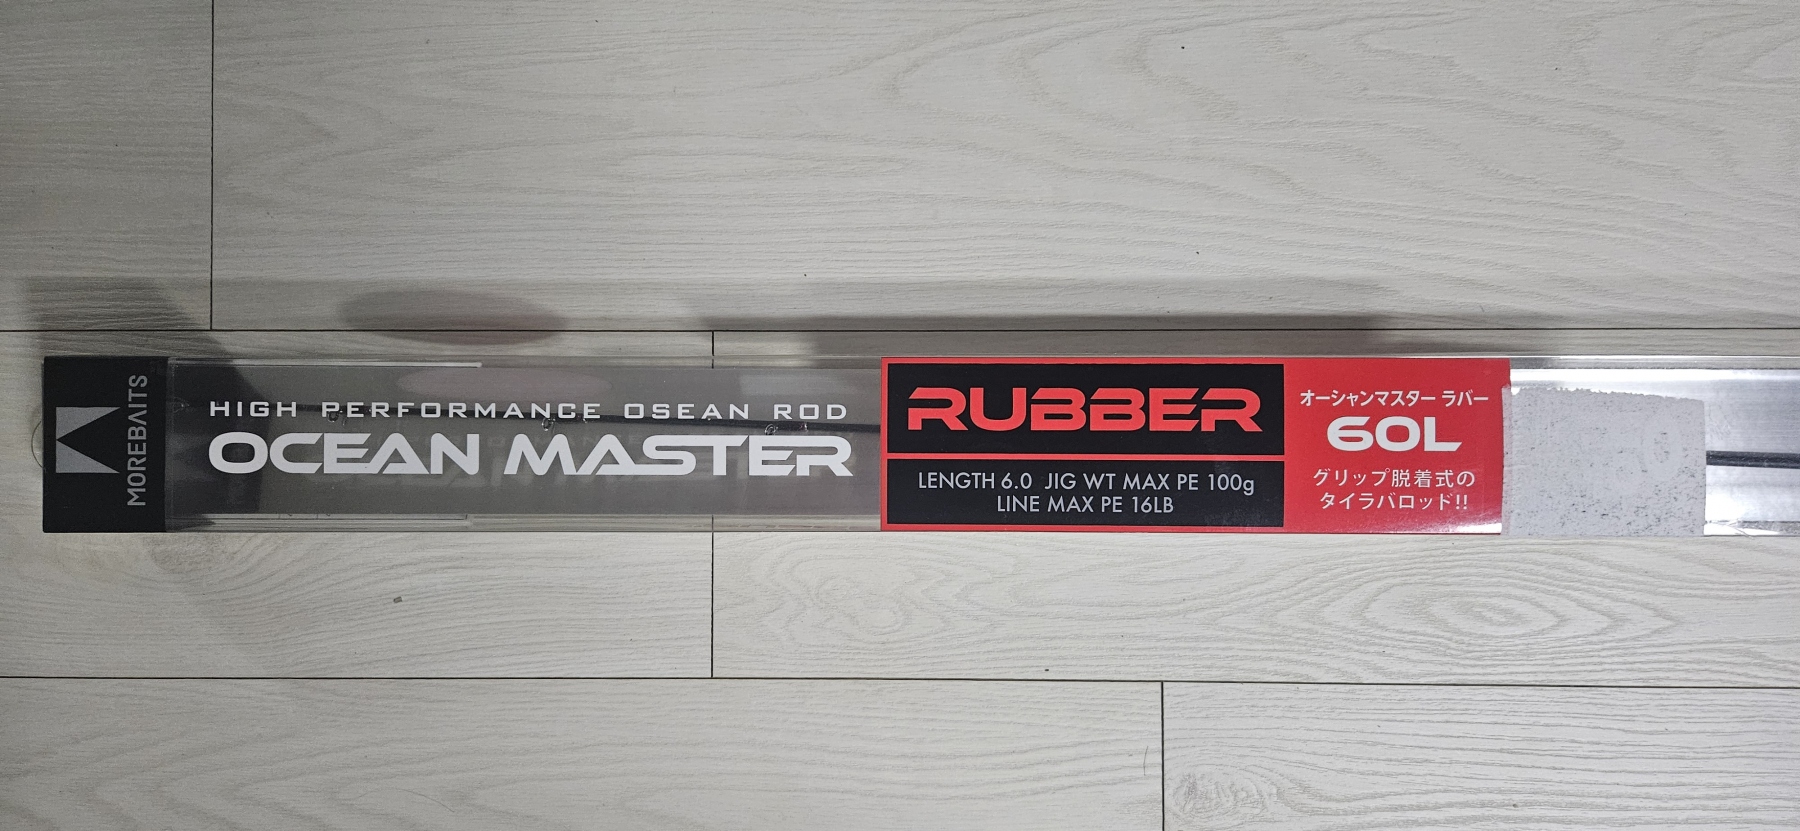 MOREBAITS
HIGH PERFORMANCE OSEAN ROD
OCEAN MASTER
RUBBER
LENGTH 6.0 JIG WT MAX PE 100g
LINE MAX PE 16LB
オーシャンマスター ラバー
60L
グリップ脱着式の
タイラバロッド!!